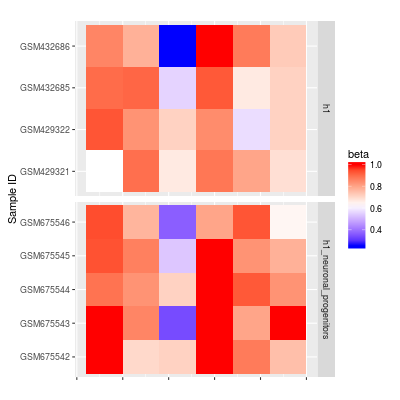 Sample ID
GSM432686
GSM432685
GSM429322
GSM429321
h1
GSM675546
GSM675545
GSM675544
GSM675543
GSM675542
h1_neuronal_progenitors
beta
1.0
0.8
0.6
0.4